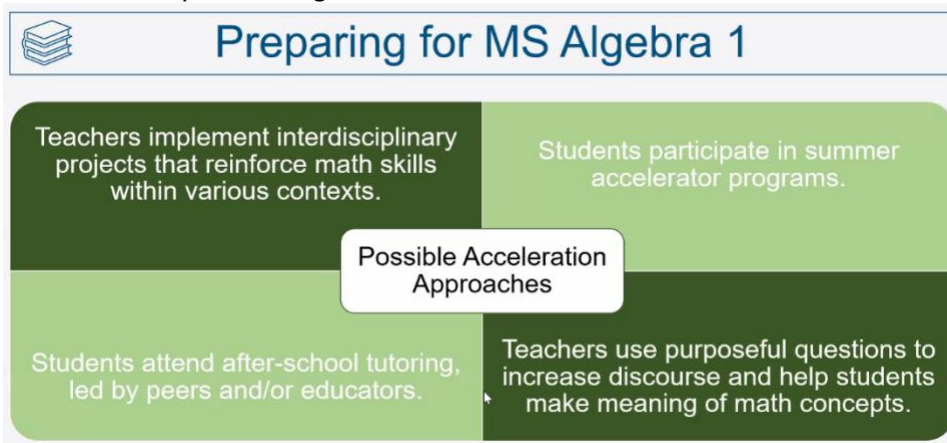 Preparing for MS Algebra 1
Teachers implement interdisciplinary
projects that reinforce math skills
within various contexts.
Students participate in summer
accelerator programs.
Possible Acceleration
Approaches
Students attend after-school tutoring,
led by peers and/or educators.
Teachers use purposeful questions to
increase discourse and help students
make meaning of math concepts.